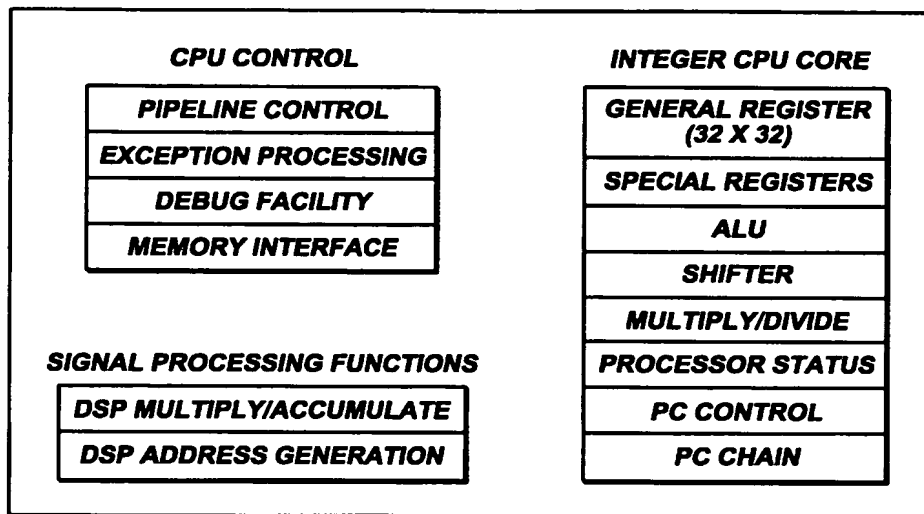 CPU CONTROL
PIPELINE CONTROL
EXCEPTION PROCESSING
DEBUG FACILITY
MEMORY INTERFACE
SIGNAL PROCESSING FUNCTIONS
DSP MULTIPLY/ACCUMULATE
DSP ADDRESS GENERATION
INTEGER CPU CORE
GENERAL REGISTER
(32 X 32)
SPECIAL REGISTERS
ALU
SHIFTER
MULTIPLY/DIVIDE
PROCESSOR STATUS
PC CONTROL
PC CHAIN